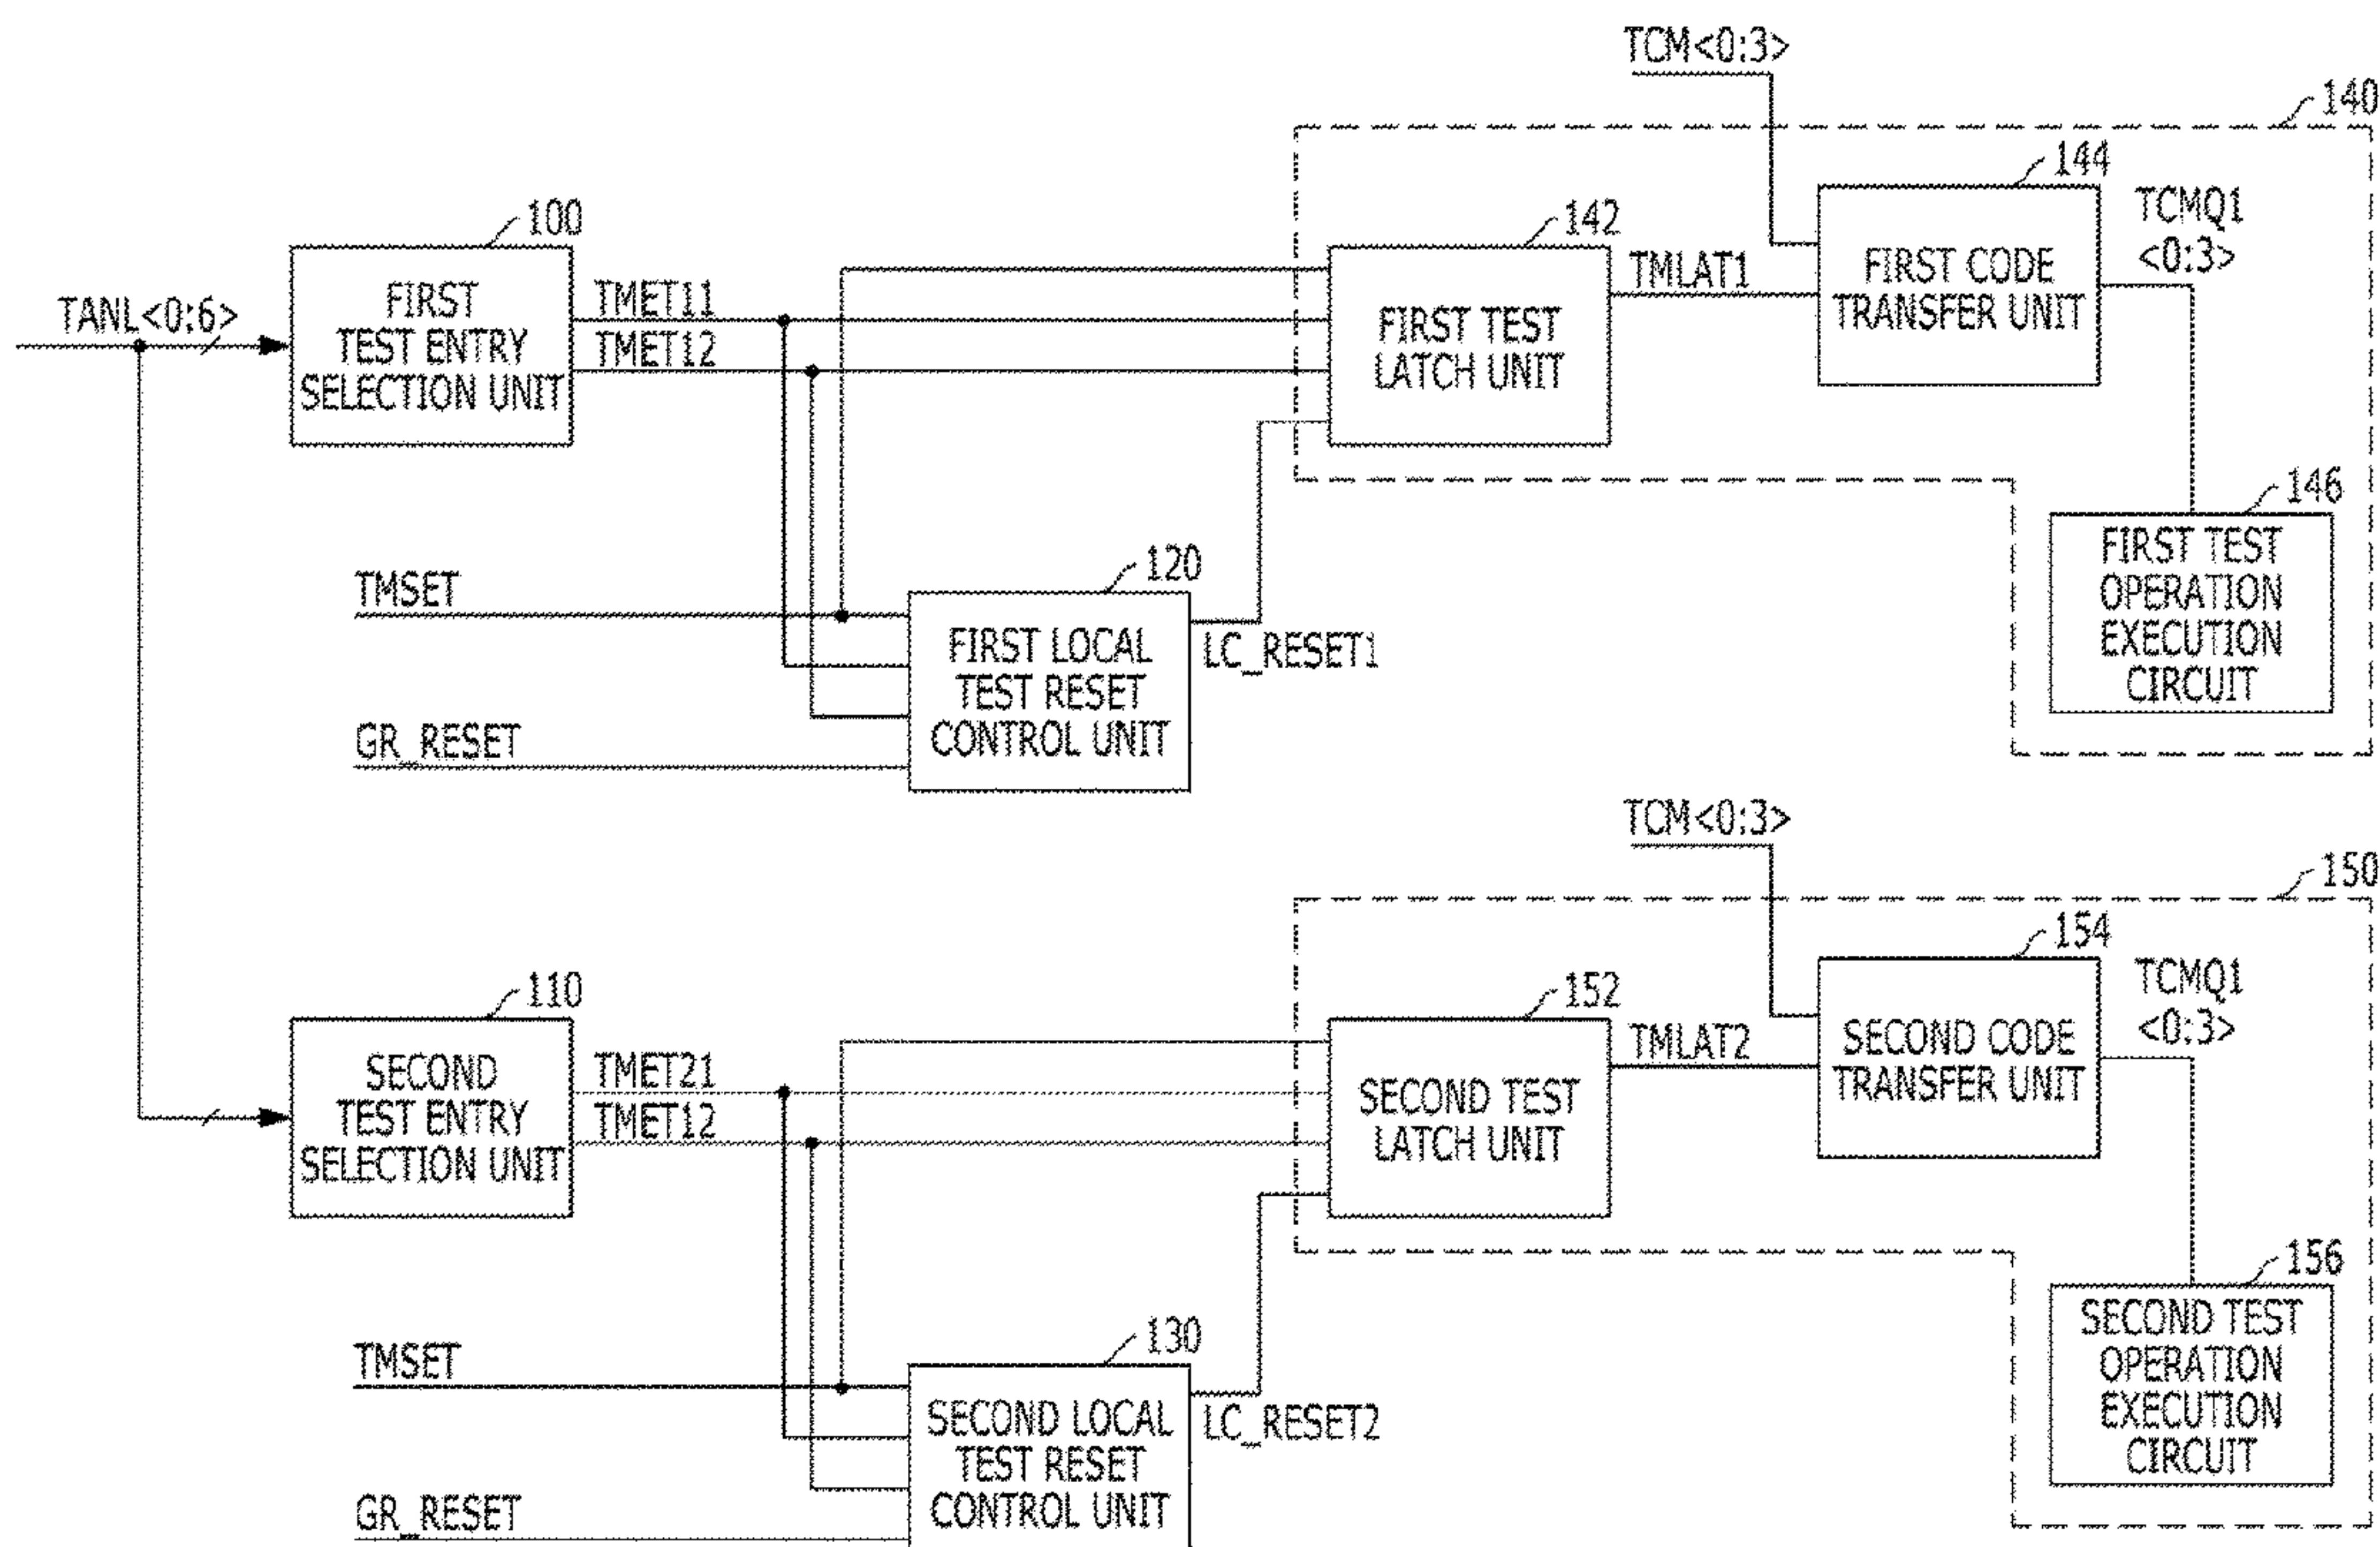 TCM<0:3>
140
144
TCMQ1
<0:3>
FIRST CODE
TRANSFER UNIT
100
142
TANL<0:6>
FIRST
TEST ENTRY
SELECTION UNIT
TMET11
TMET12
FIRST TEST
LATCH UNIT
TMLAT1
146
FIRST TEST
OPERATION
EXECUTION
CIRCUIT
TMSET
120
FIRST LOCAL
TEST RESET
CONTROL UNIT
LC_RESET1
GR_RESET
TCM<0:3>
150
154
TCMQ1
<0:3>
SECOND CODE
TRANSFER UNIT
110
152
SECOND
TEST ENTRY
SELECTION UNIT
TMET21
TMET12
SECOND TEST
LATCH UNIT
TMLAT2
156
SECOND TEST
OPERATION
EXECUTION
CIRCUIT
TMSET
130
SECOND LOCAL
TEST RESET
CONTROL UNIT
LC_RESET2
GR_RESET